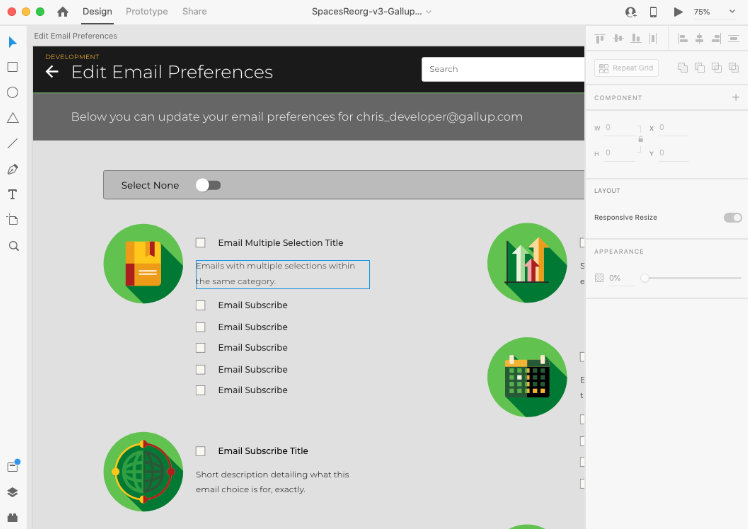 Design
Prototype
Share
SpacesReorg-v3-Gallup...
75%
Edit Email Preferences
DEVELOPMENT
Edit Email Preferences
Search
Below you can update your email preferences for chris_developer@gallup.com
Select None
Email Multiple Selection Title
Emails with multiple selections within
the same category.
Email Subscribe
Email Subscribe
Email Subscribe
Email Subscribe
Email Subscribe
Email Subscribe Title
Short description detailing what this
email choice is for, exactly.
S
e
E
t
Repeat Grid
COMPONENT
W 0
X 0
H 0
Y 0
LAYOUT
Responsive Resize
APPEARANCE
0%